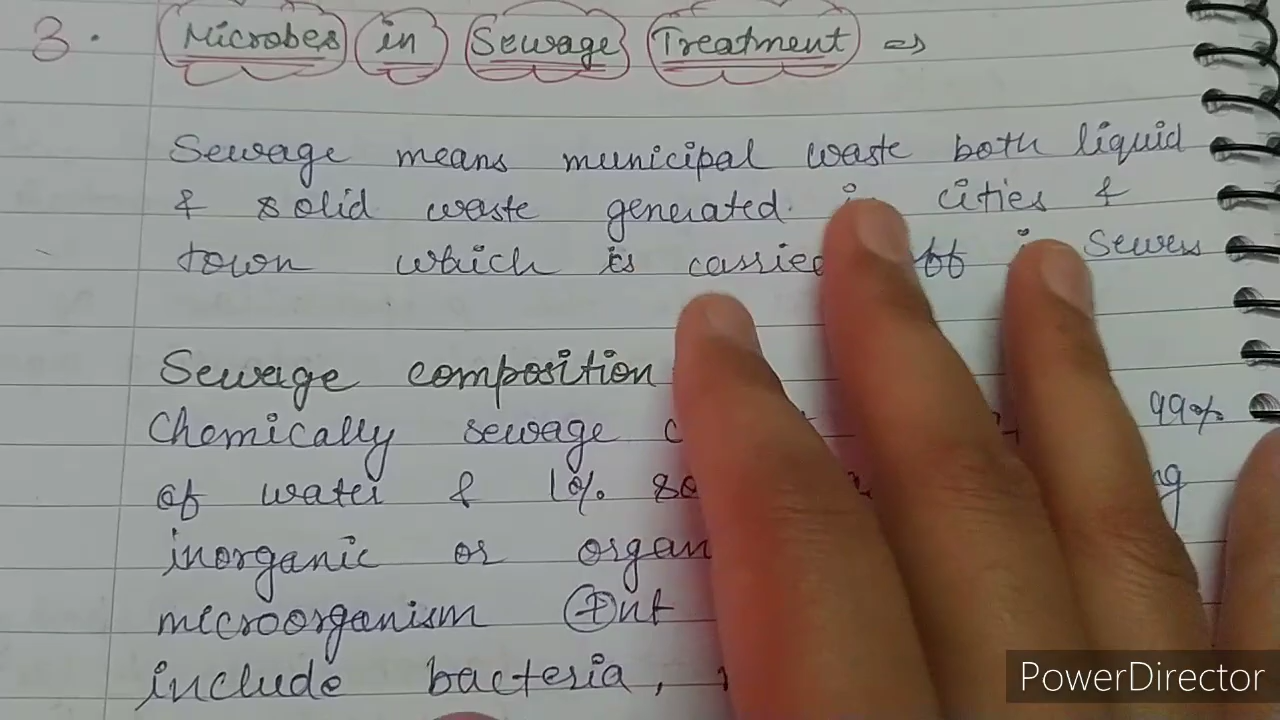 3. Microbes in Sewage Treatment ⇒
Sewage means municipal waste both liquid
& solid waste generated. cities &
town which is carried Sewers
Sewage composition
Chemically sewage 99%
of water & 1%
inorganic or
microorganism ⊕nt
include bacteria,
PowerDirector